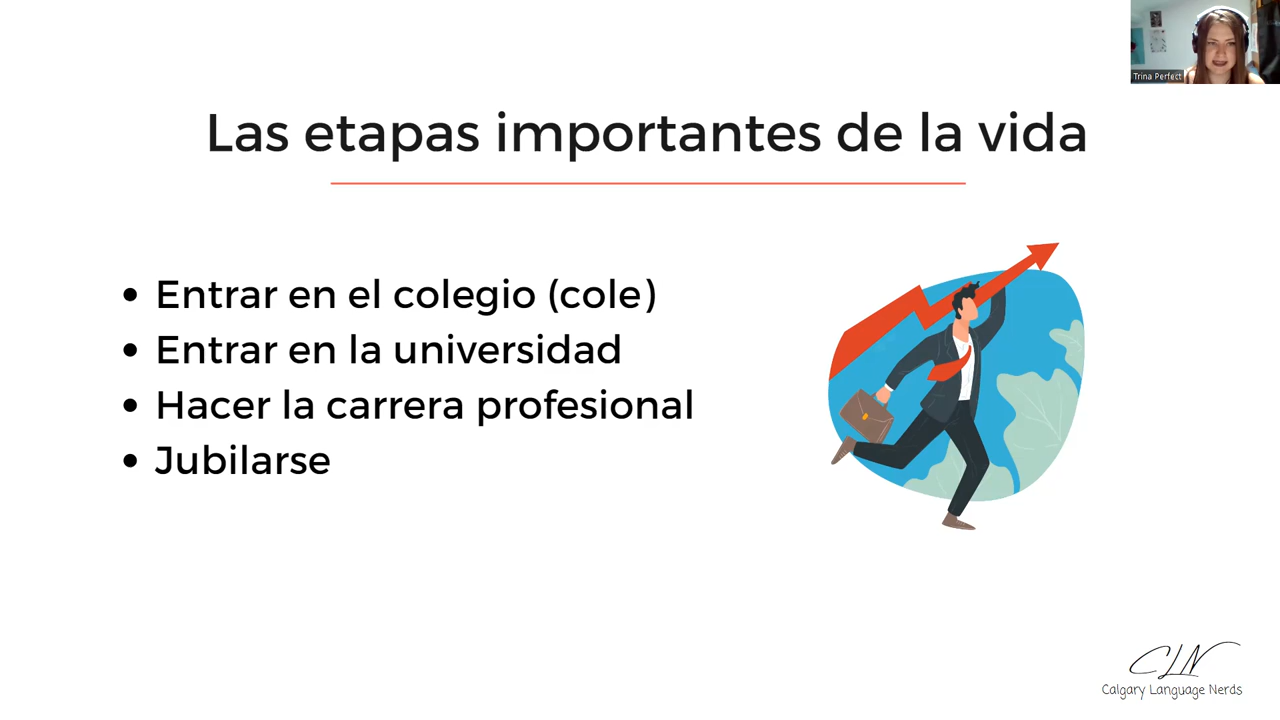 Trina Perfect
Las etapas importantes de la vida
• Entrar en el colegio (cole)
• Entrar en la universidad
• Hacer la carrera profesional
• Jubilarse
CLN
Calgary Language Nerds